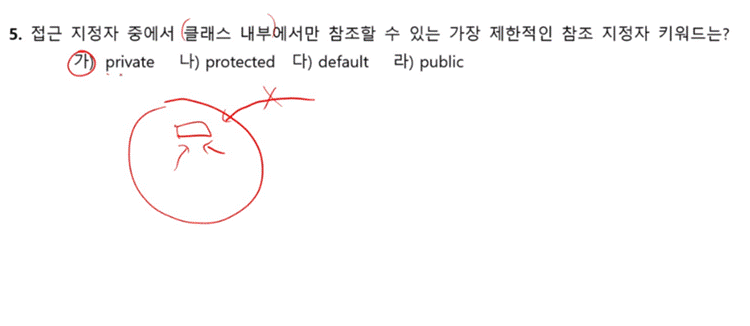 5. 접근 지정자 중에서 (클래스 내부)에서만 참조할 수 있는 가장 제한적인 참조 지정자 키워드는?
가) private 나) protected 다) default 라) public